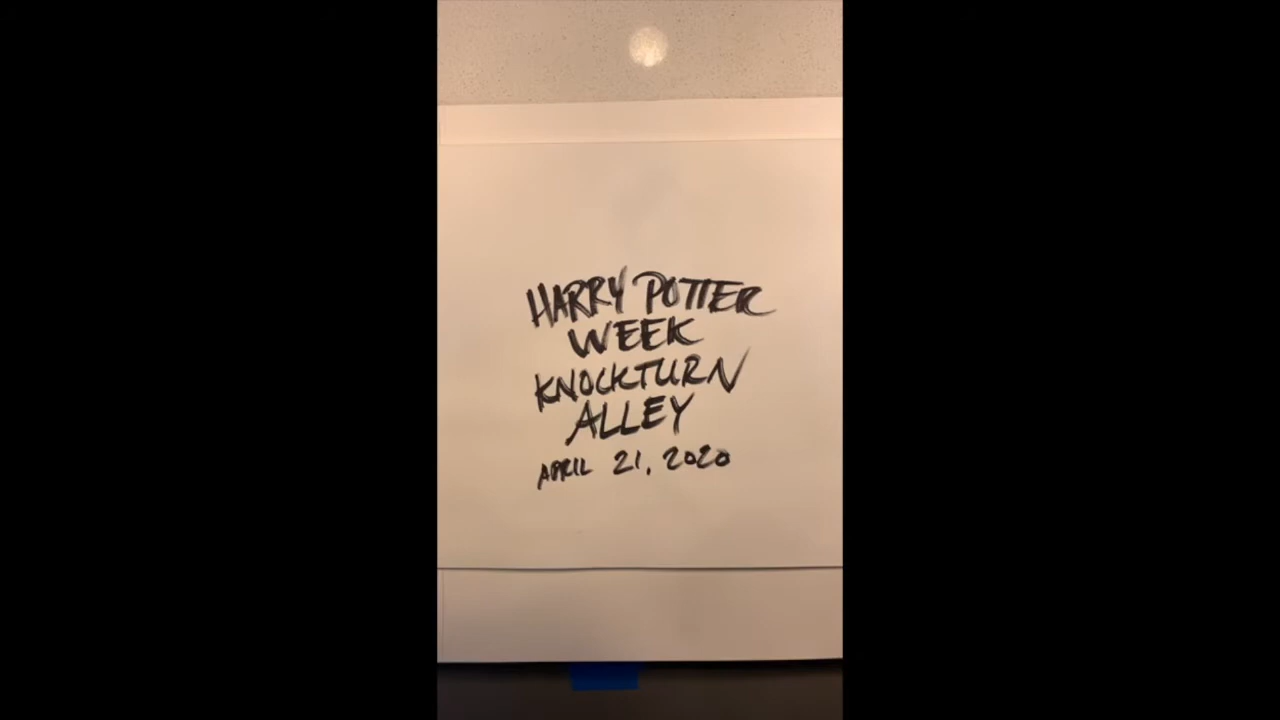 HARRY POTTER
WEEK
KNOCKTURN
ALLEY
APRIL 21, 2020